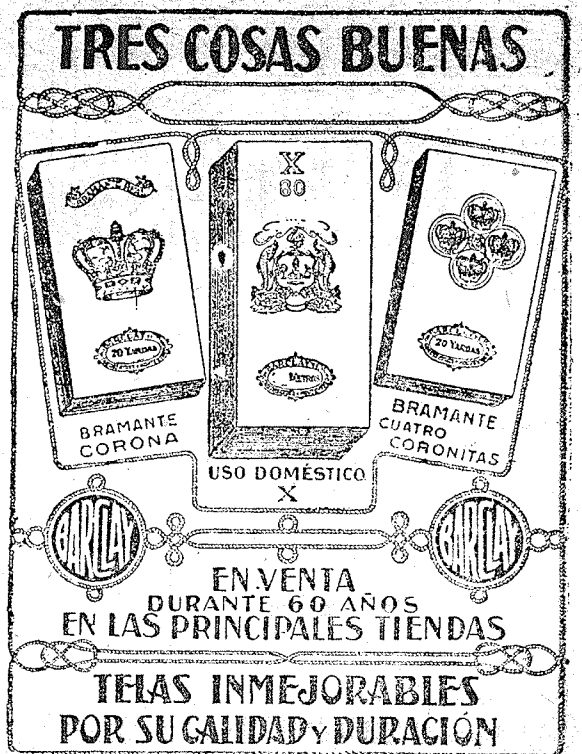 TRES COSAS BUENAS
20 YARDAS
BRAMANTE
CORONA
X
80
METROS
USO DOMÉSTICO
X
20 YARDAS
BRAMANTE
CUATRO
CORONITAS
BARCLAY
BARCLAY
EN VENTA
DURANTE 60 AÑOS
EN LAS PRINCIPALES TIENDAS
TELAS INMEJORABLES
POR SU CALIDAD Y DURACIÓN